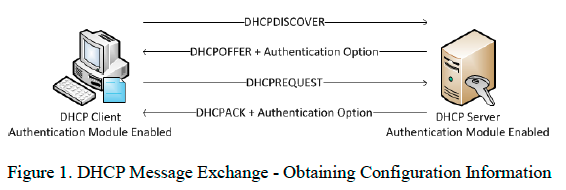 DHCPDISCOVER
DHCPOFFER + Authentication Option
DHCPREQUEST
DHCPACK + Authentication Option
DHCP Client
Authentication Module Enabled
DHCP Server
Authentication Module Enabled
Figure 1. DHCP Message Exchange - Obtaining Configuration Information